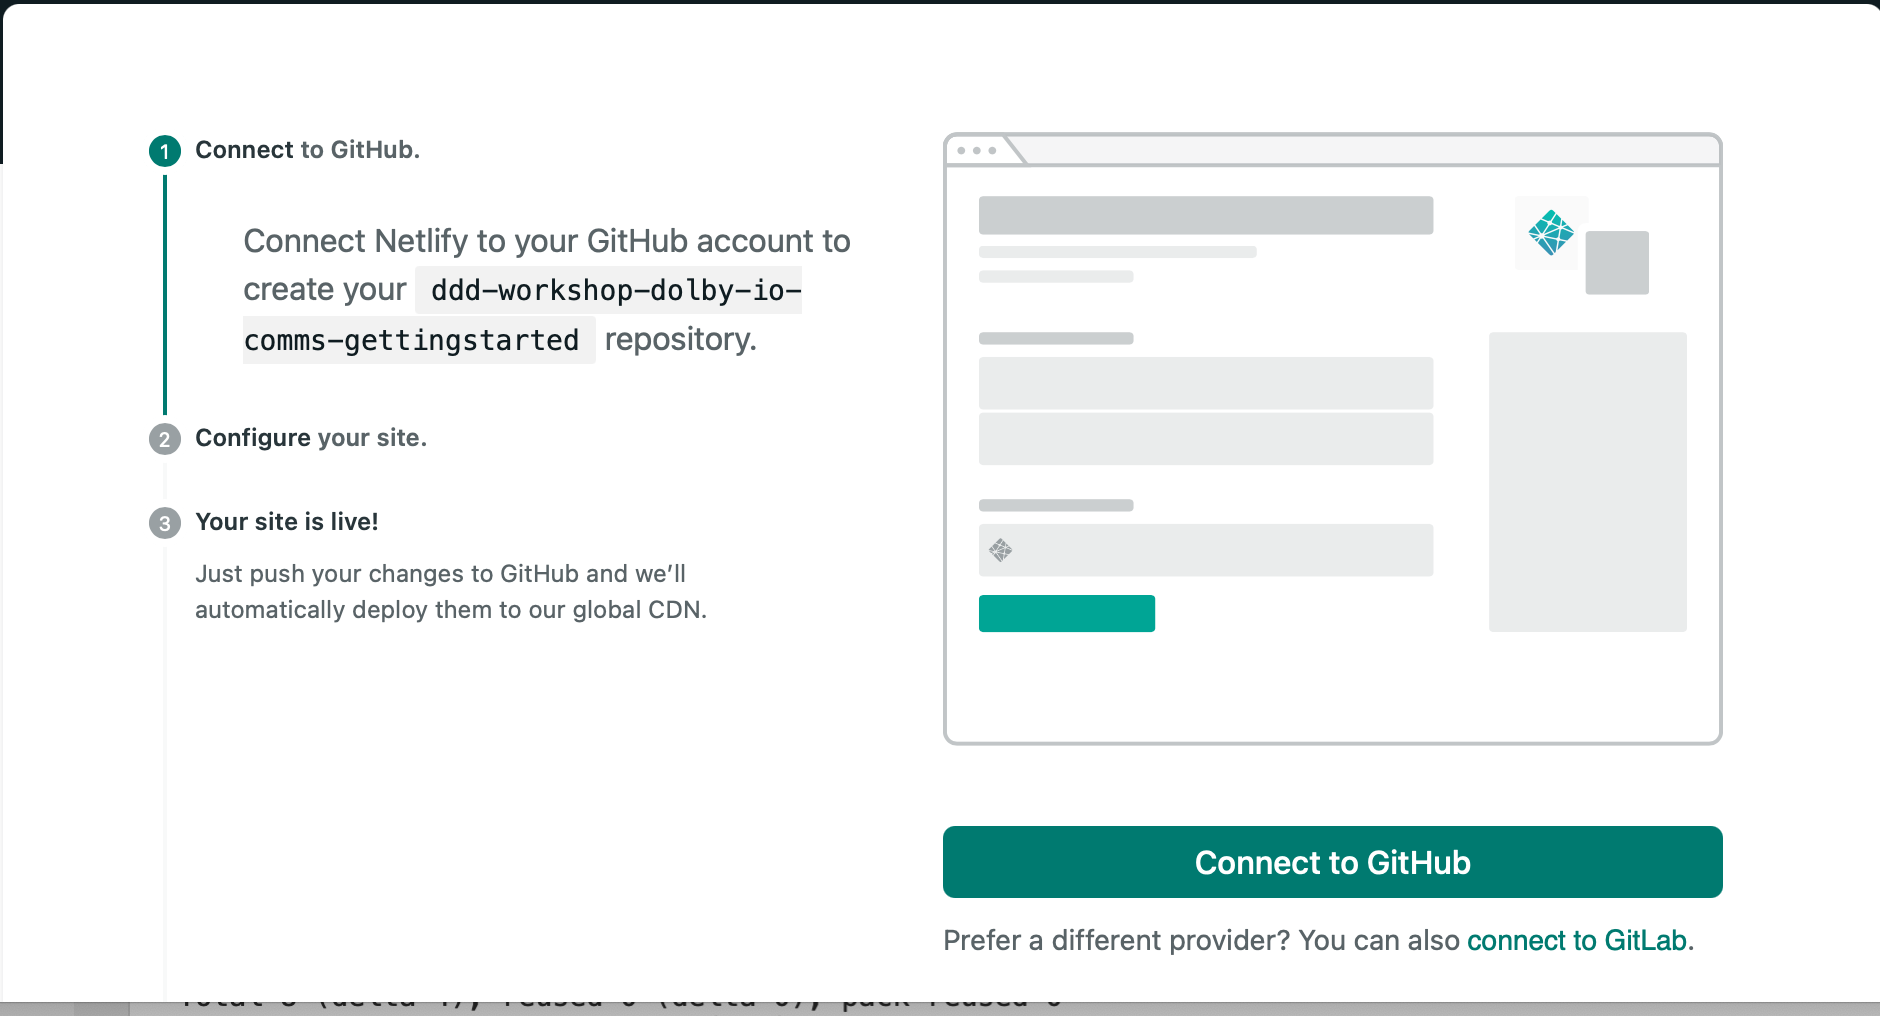 1 Connect to GitHub.
Connect Netlify to your GitHub account to
create your ddd-workshop-dolby-io-
comms-gettingstarted repository.
2 Configure your site.
3 Your site is live!
Just push your changes to GitHub and we’ll
automatically deploy them to our global CDN.
Connect to GitHub
Prefer a different provider? You can also connect to GitLab.